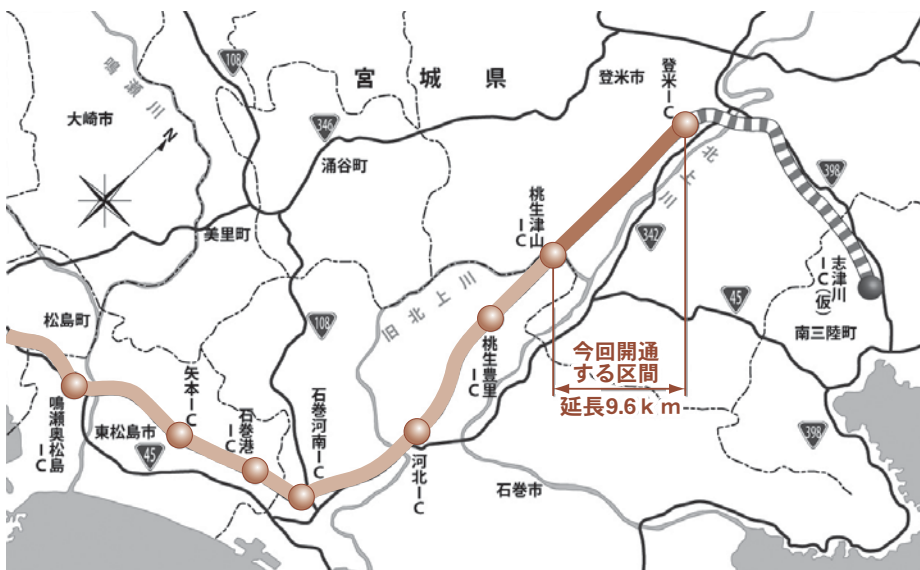 宮城県
108
鳴瀬川
大崎市
N
346
涌谷町
登米市
登米IC
北上川
398
342
美里町
桃生津山IC
旧北上川
志津川IC(仮)
45
南三陸町
松島町
108
桃生豊里IC
今回開通
する区間
延長9.6km
矢本IC
石巻港IC
石巻河南IC
鳴瀬奥松島IC
東松島市
45
河北IC
石巻市
398